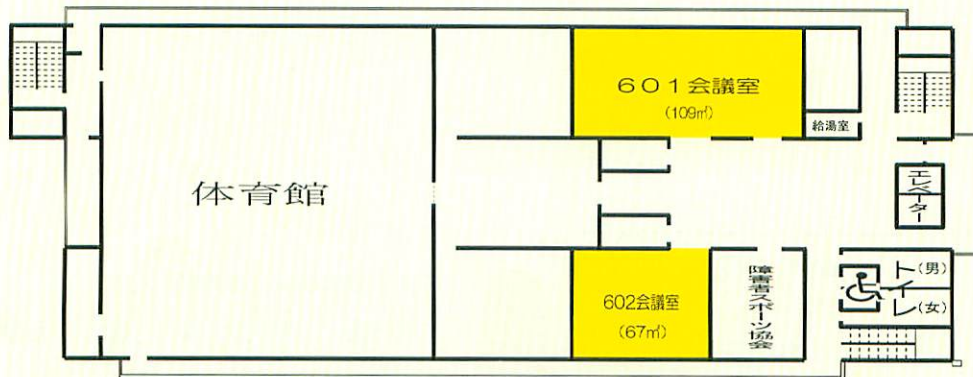 601会議室
(109㎡)
給湯室
体育館
エレベーター
602会議室
(67㎡)
障害者スポーツ協会
トイレ
(男)
(女)